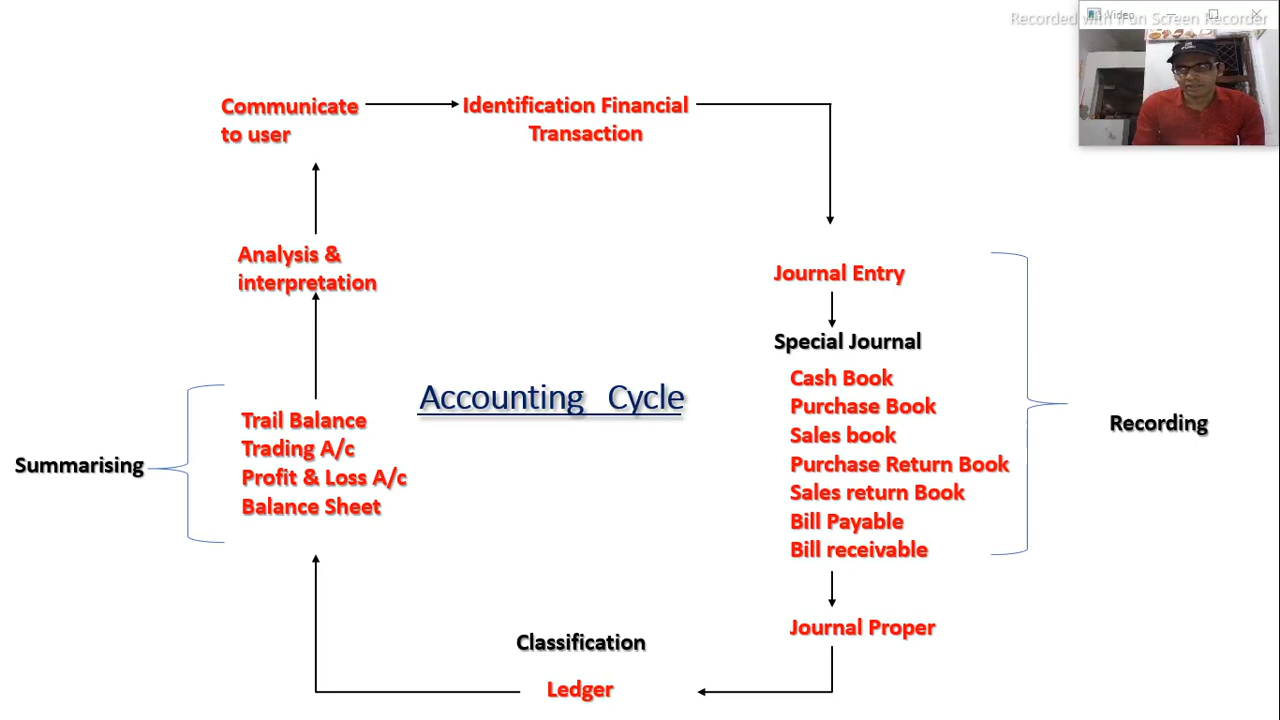 Recorded with iFun Screen Recorder
Video
Communicate
to user
Identification Financial
Transaction
Analysis &
interpretation
Journal Entry
Special Journal
Cash Book
Purchase Book
Sales book
Purchase Return Book
Sales return Book
Bill Payable
Bill receivable
Recording
Accounting Cycle
Trail Balance
Trading A/c
Profit & Loss A/c
Balance Sheet
Summarising
Journal Proper
Classification
Ledger